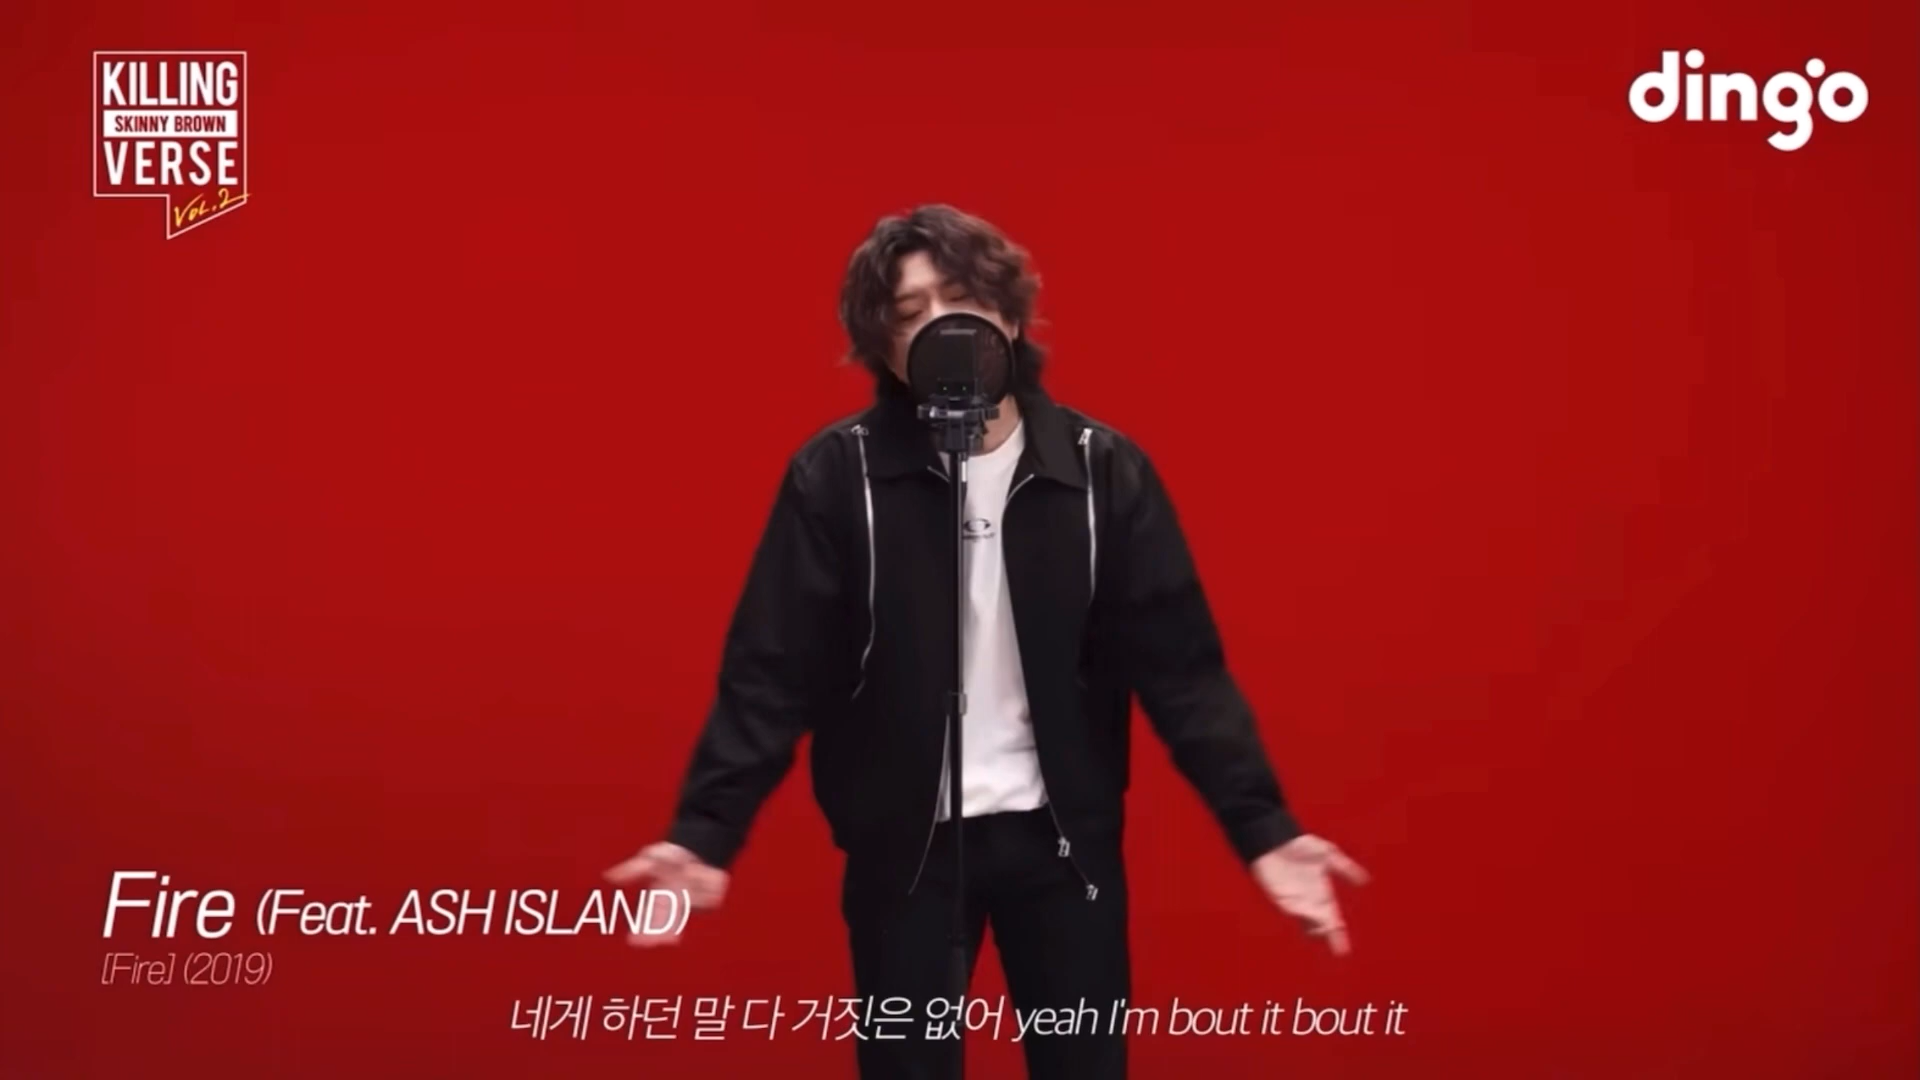 KILLING
SKINNY BROWN
VERSE
VOL.2
dingo
Fire (Feat. ASH ISLAND)
[Fire] (2019)
네게 하던 말 다 거짓은 없어 yeah I'm bout it bout it